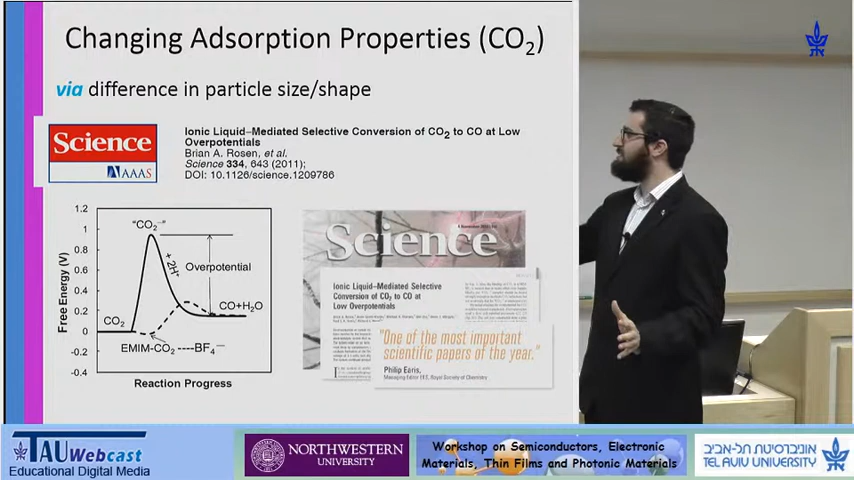 Changing Adsorption Properties (CO₂)
via difference in particle size/shape
Science
AAAS
Ionic Liquid–Mediated Selective Conversion of CO₂ to CO at Low
Overpotentials
Brian A. Rosen, et al.
Science 334, 643 (2011);
DOI: 10.1126/science.1209786
Free Energy (V)
1.2
1
0.8
0.6
0.4
0.2
0
-0.2
-0.4
"CO₂⁻"
+ 2H⁺
Overpotential
CO₂
CO+H₂O
EMIM-CO₂ ----BF₄⁻
Reaction Progress
Science
Ionic Liquid–Mediated Selective
Conversion of CO₂ to CO at
Low Overpotentials
"One of the most important
scientific papers of the year."
TAU Webcast
Educational Digital Media
NORTHWESTERN
UNIVERSITY
Workshop on Semiconductors, Electronic
Materials, Thin Films and Photonic Materials
אוניברסיטת תל-אביב
TEL AVIV UNIVERSITY